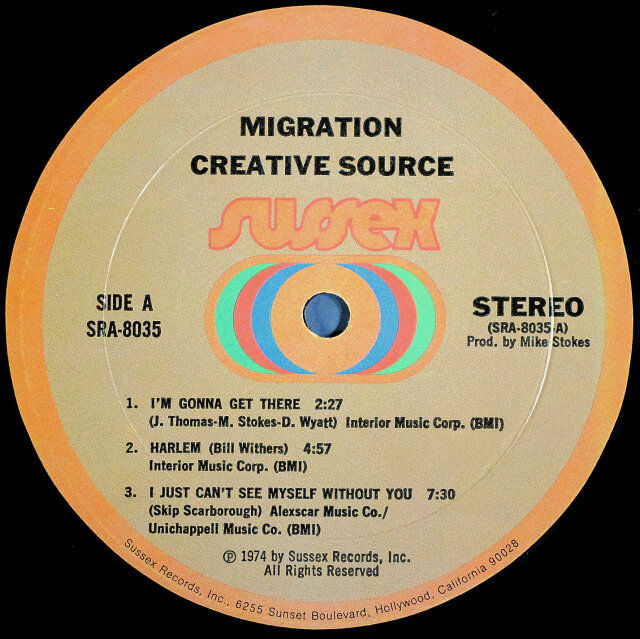 MIGRATION
CREATIVE SOURCE
sussex
SIDE A
SRA-8035
STEREO
(SRA-8035-A)
Prod. by Mike Stokes
1. I'M GONNA GET THERE 2:27
(J. Thomas-M. Stokes-D. Wyatt) Interior Music Corp. (BMI)
2. HARLEM (Bill Withers) 4:57
Interior Music Corp. (BMI)
3. I JUST CAN'T SEE MYSELF WITHOUT YOU 7:30
(Skip Scarborough) Alexscar Music Co./
Unichappell Music Co. (BMI)
℗ 1974 by Sussex Records, Inc.
All Rights Reserved
Sussex Records, Inc., 6255 Sunset Boulevard, Hollywood, California 90028